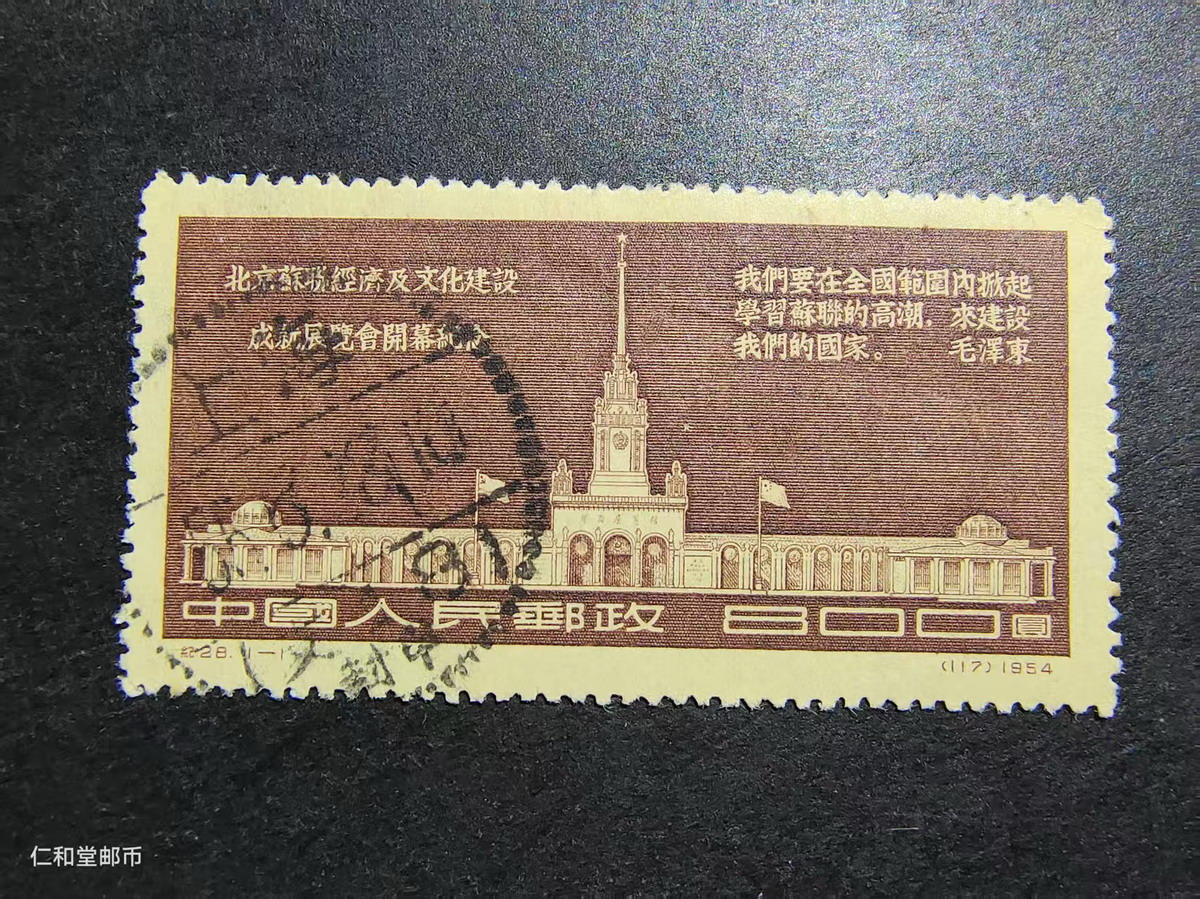 北京蘇聯經濟及文化建設
成就展覽會開幕紀念
我們要在全國範圍內掀起
學習蘇聯的高潮，來建設
我們的國家。 毛澤東
中國人民郵政 800圓
紀28.1-1 (117) 1954
上海
仁和堂邮币